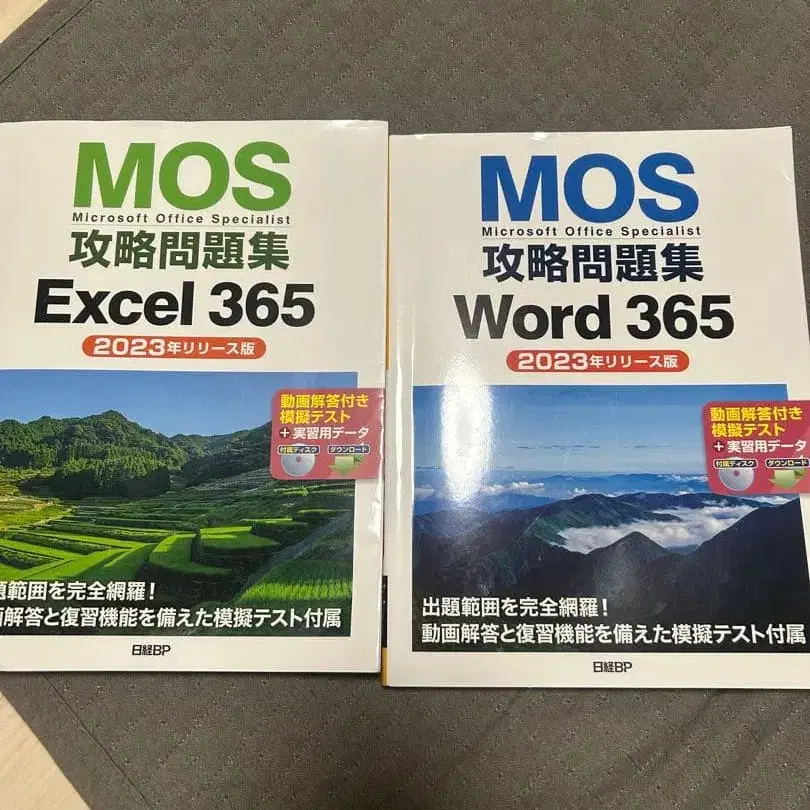 MOS
Microsoft Office Specialist
攻略問題集
Excel 365
2023年リリース版
動画解答付き
模擬テスト
+実習用データ
付属ディスク
ダウンロード
題範囲を完全網羅!
解答と復習機能を備えた模擬テスト付属
日経BP
MOS
Microsoft Office Specialist
攻略問題集
Word 365
2023年リリース版
動画解答付き
模擬テスト
+実習用データ
付属ディスク
ダウンロード
出題範囲を完全網羅!
動画解答と復習機能を備えた模擬テスト付属
日経BP